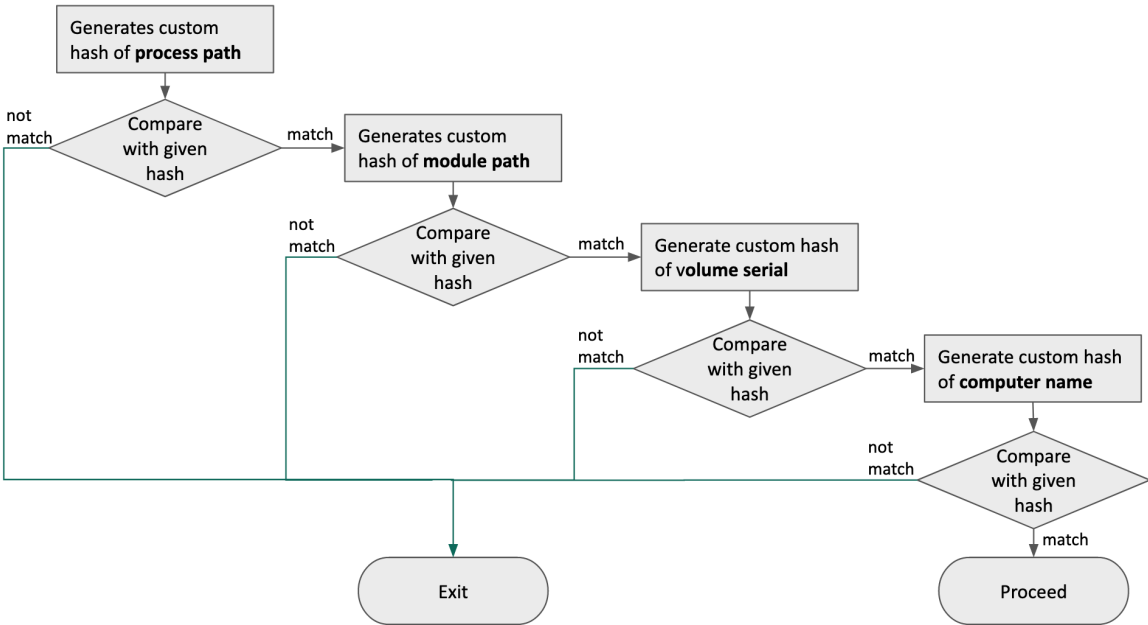 Generates custom
hash of process path
not
match
Compare
with given
hash
match
Generates custom
hash of module path
not
match
Compare
with given
hash
match
Generate custom hash
of volume serial
not
match
Compare
with given
hash
match
Generate custom hash
of computer name
not
match
Compare
with given
hash
match
Exit
Proceed